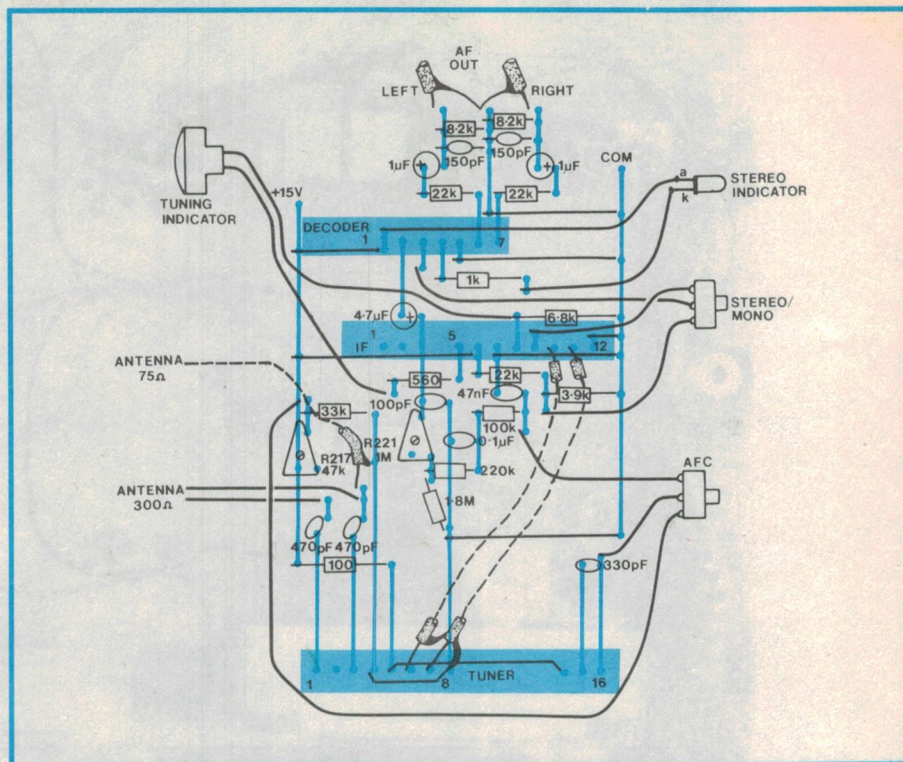 AF
OUT
LEFT
RIGHT
8.2k
8.2k
150pF
150pF
1µF
+
+
1µF
COM
22k
22k
a
k
STEREO
INDICATOR
TUNING
INDICATOR
+15V
DECODER
1
7
1k
4·7µF
+
6.8k
STEREO/
MONO
1
5
12
IF
ANTENNA
75Ω
560
22k
100pF
47nF
3.9k
33k
100k
R221
1M
0·1µF
R217
47k
220k
AFC
ANTENNA
300Ω
1·8M
470pF
470pF
100
330pF
1
8
TUNER
16